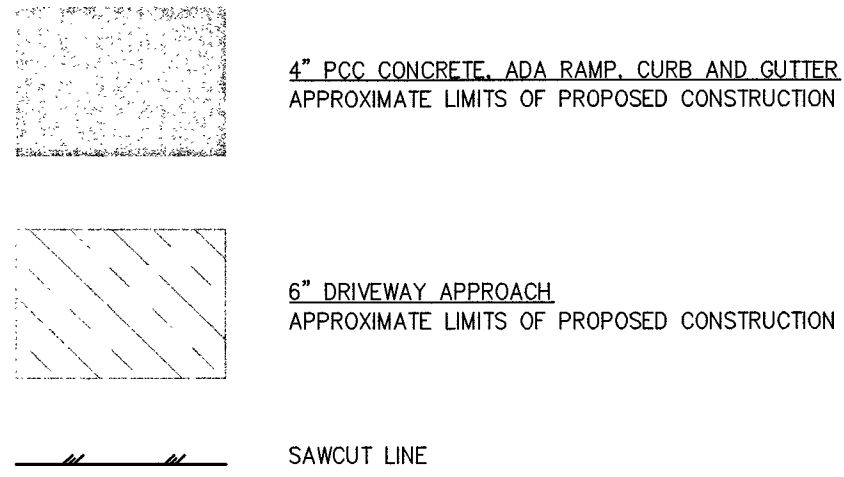 4" PCC CONCRETE, ADA RAMP, CURB AND GUTTER
APPROXIMATE LIMITS OF PROPOSED CONSTRUCTION
6" DRIVEWAY APPROACH
APPROXIMATE LIMITS OF PROPOSED CONSTRUCTION
SAWCUT LINE